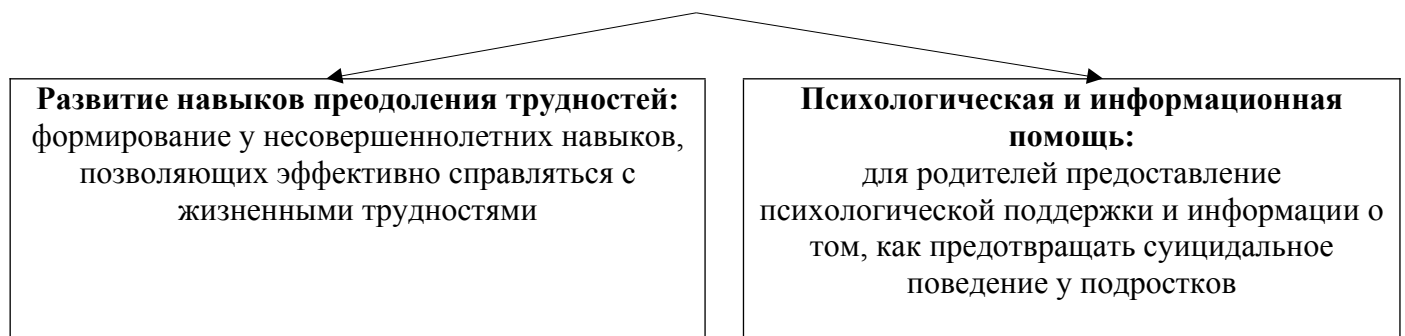 Развитие навыков преодоления трудностей:
формирование у несовершеннолетних навыков,
позволяющих эффективно справляться с
жизненными трудностями
Психологическая и информационная
помощь:
для родителей предоставление
психологической поддержки и информации о
том, как предотвращать суицидальное
поведение у подростков